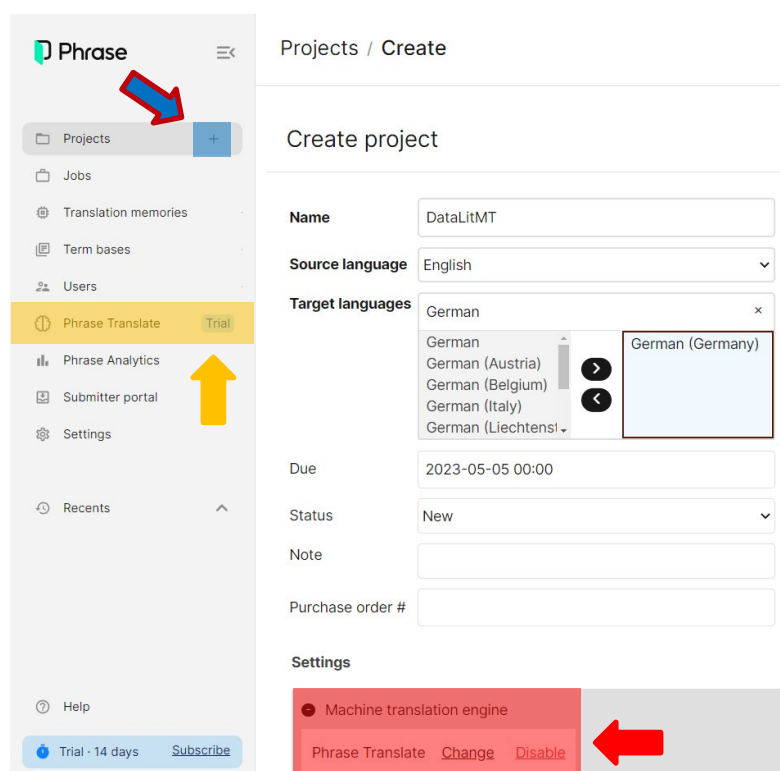 Phrase
Projects / Create
Projects +
Jobs
Translation memories
Term bases
Users
Phrase Translate Trial
Phrase Analytics
Submitter portal
Settings
Recents
Help
Trial · 14 days Subscribe
Create project
Name DataLitMT
Source language English
Target languages German ×
German
German (Austria)
German (Belgium)
German (Italy)
German (Liechtenst
German (Germany)
Due 2023-05-05 00:00
Status New
Note
Purchase order #
Settings
Machine translation engine
Phrase Translate Change Disable